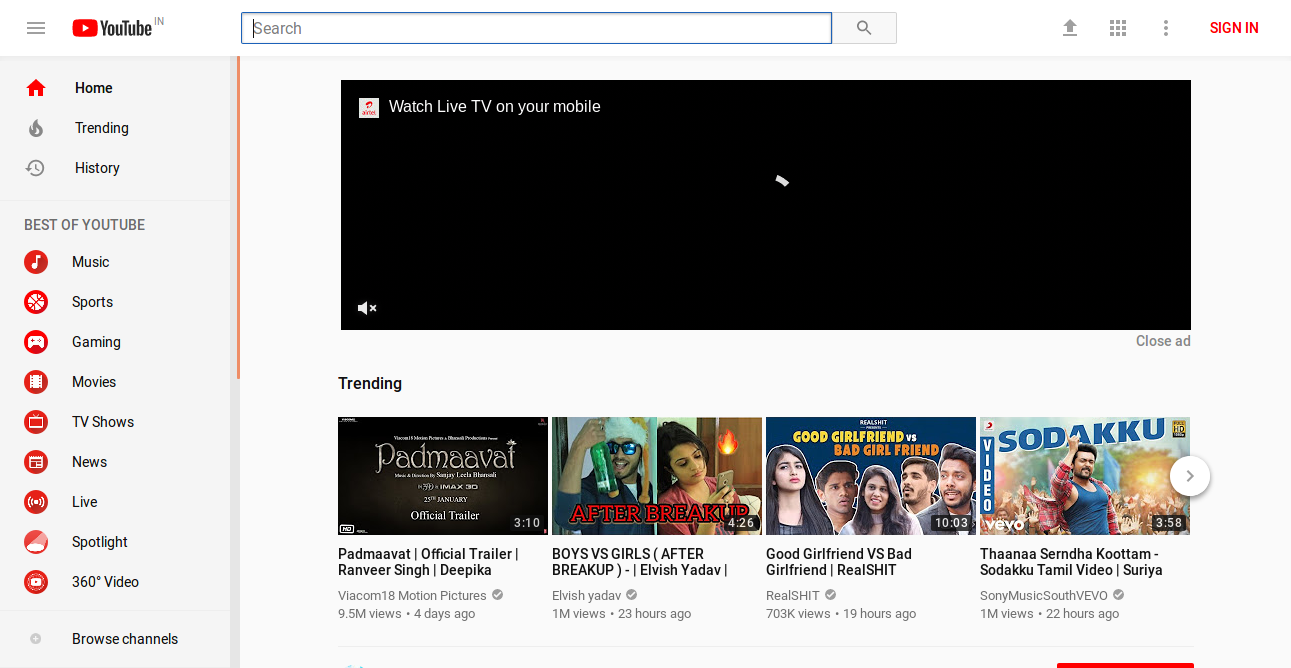 YouTube IN
Search
SIGN IN
Home
Trending
History
BEST OF YOUTUBE
Music
Sports
Gaming
Movies
TV Shows
News
Live
Spotlight
360° Video
Browse channels
airtel
Watch Live TV on your mobile
Close ad
Trending
Viacom18 Motion Pictures & Bhansali Productions Present
Padmaavat
Music & Direction By Sanjay Leela Bhansali
IN 3D & IMAX 3D
25TH JANUARY
Official Trailer
HD
3:10
Padmaavat | Official Trailer |
Ranveer Singh | Deepika
Viacom18 Motion Pictures
9.5M views • 4 days ago
AFTER BREAKUP
4:26
BOYS VS GIRLS ( AFTER
BREAKUP ) - | Elvish Yadav |
Elvish yadav
1M views • 23 hours ago
REALSHIT
PRESENTS
GOOD GIRLFRIEND VS
BAD GIRL FRIEND
10:03
Good Girlfriend VS Bad
Girlfriend | RealSHIT
RealSHIT
703K views • 19 hours ago
VIDEO
SODAKKU
FULL
HD
1080p
vevo
3:58
Thaanaa Serndha Koottam -
Sodakku Tamil Video | Suriya
SonyMusicSouthVEVO
1M views • 22 hours ago